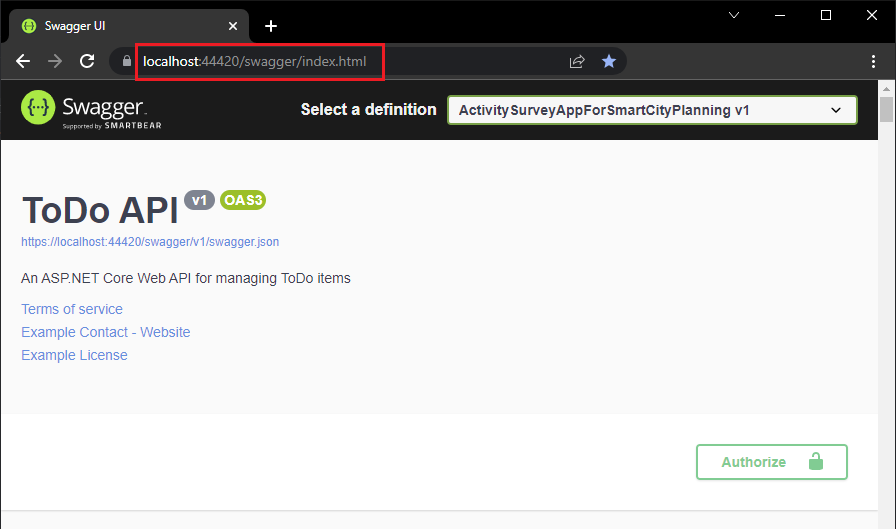 Swagger UI
localhost:44420/swagger/index.html
Swagger
Supported by SMARTBEAR
Select a definition
ActivitySurveyAppForSmartCityPlanning v1
ToDo API v1 OAS3
https://localhost:44420/swagger/v1/swagger.json
An ASP.NET Core Web API for managing ToDo items
Terms of service
Example Contact - Website
Example License
Authorize